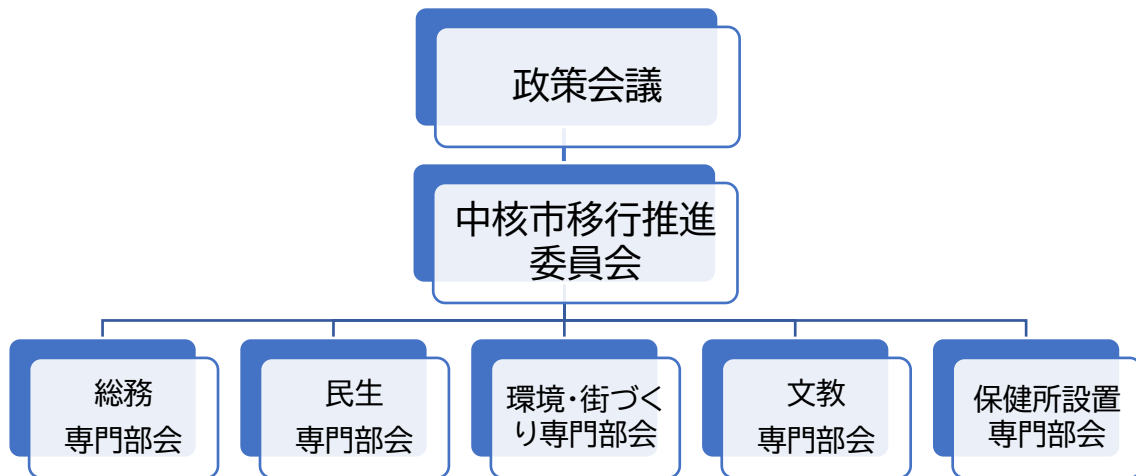 政策会議
中核市移行推進
委員会
総務
専門部会
民生
専門部会
環境・街づく
り専門部会
文教
専門部会
保健所設置
専門部会